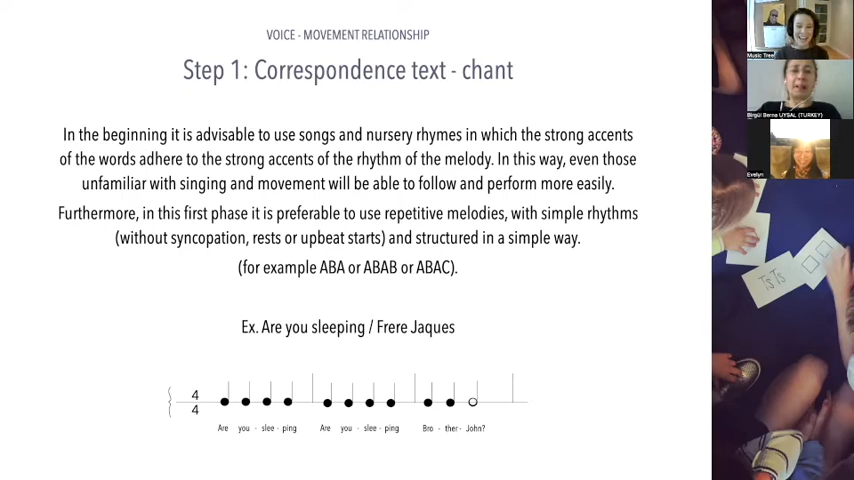 VOICE - MOVEMENT RELATIONSHIP
Step 1: Correspondence text - chant
In the beginning it is advisable to use songs and nursery rhymes in which the strong accents
of the words adhere to the strong accents of the rhythm of the melody. In this way, even those
unfamiliar with singing and movement will be able to follow and perform more easily.
Furthermore, in this first phase it is preferable to use repetitive melodies, with simple rhythms
(without syncopation, rests or upbeat starts) and structured in a simple way.
(for example ABA or ABAB or ABAC).
Ex. Are you sleeping / Frere Jaques
4
4
Are you - slee - ping Are you - slee - ping Bro - ther - John?
Music Tree
Birgül Berna UYSAL (TURKEY)
Evelyn
TsTs